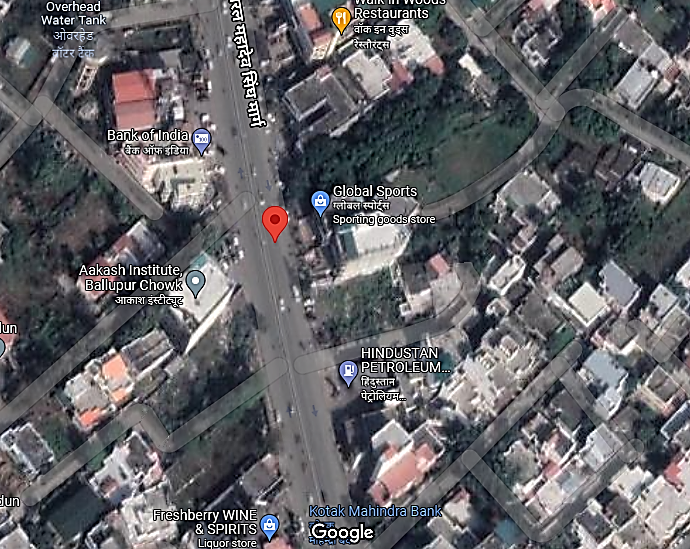 Overhead
Water Tank
ओवरहेड
वॉटर टैंक
Walk In Woods
Restaurants
वॉक इन वुड्स
रेस्तौरंट्स
महादेव सिंघ मार्ग
Bank of India
बैंक ऑफ इंडिया
Global Sports
ग्लोबल स्पोर्ट्स
Sporting goods store
Aakash Institute,
Ballupur Chowk
आकाश इंस्टीट्यूट
HINDUSTAN
PETROLEUM...
हिंदुस्तान
पेट्रोलियम...
Freshberry WINE
& SPIRITS
Liquor store
Kotak Mahindra Bank
Google